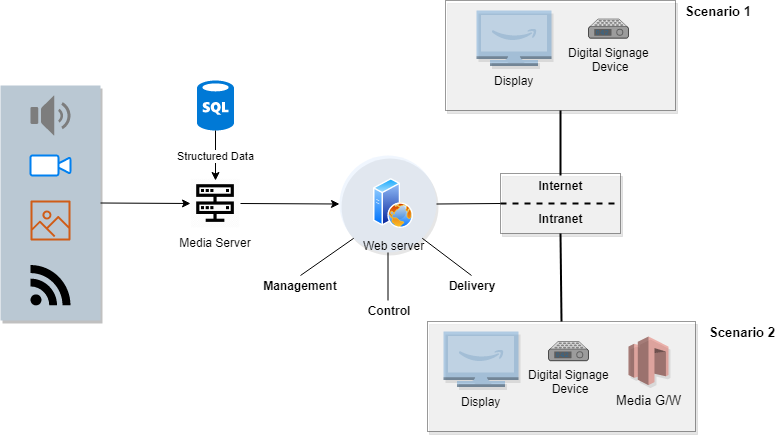 Scenario 1
Digital Signage
Device
Display
SQL
Structured Data
Internet
Intranet
Media Server
Web server
Management
Control
Delivery
Scenario 2
Digital Signage
Device
Display
Media G/W